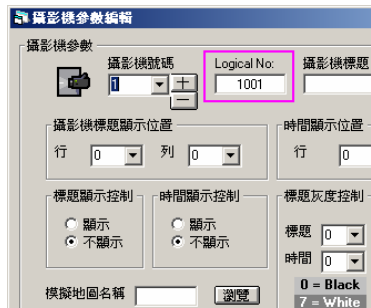 攝影機參數編輯
攝影機參數
攝影機號碼 Logical No: 攝影機標題
1 + 1001
−
攝影機標題顯示位置 時間顯示位置
行 0 列 0 行 0
標題顯示控制 時間顯示控制 標題灰度控制
顯示 顯示 標題 0
不顯示 不顯示 時間 0
模擬地圖名稱 瀏覽 0 = Black
7 = White